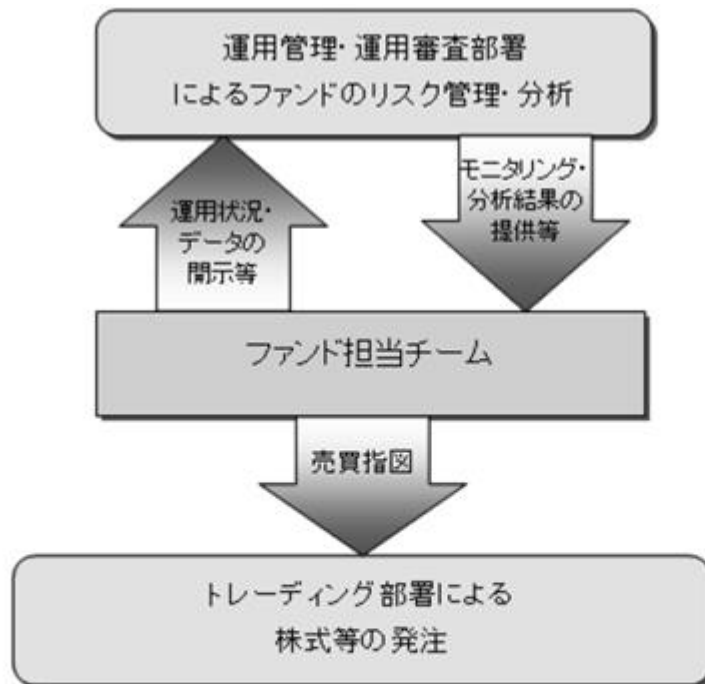 運用管理・運用審査部署
によるファンドのリスク管理・分析
運用状況・
データの
開示等
モニタリング・
分析結果の
提供等
ファンド担当チーム
売買指図
トレーディング部署による
株式等の発注